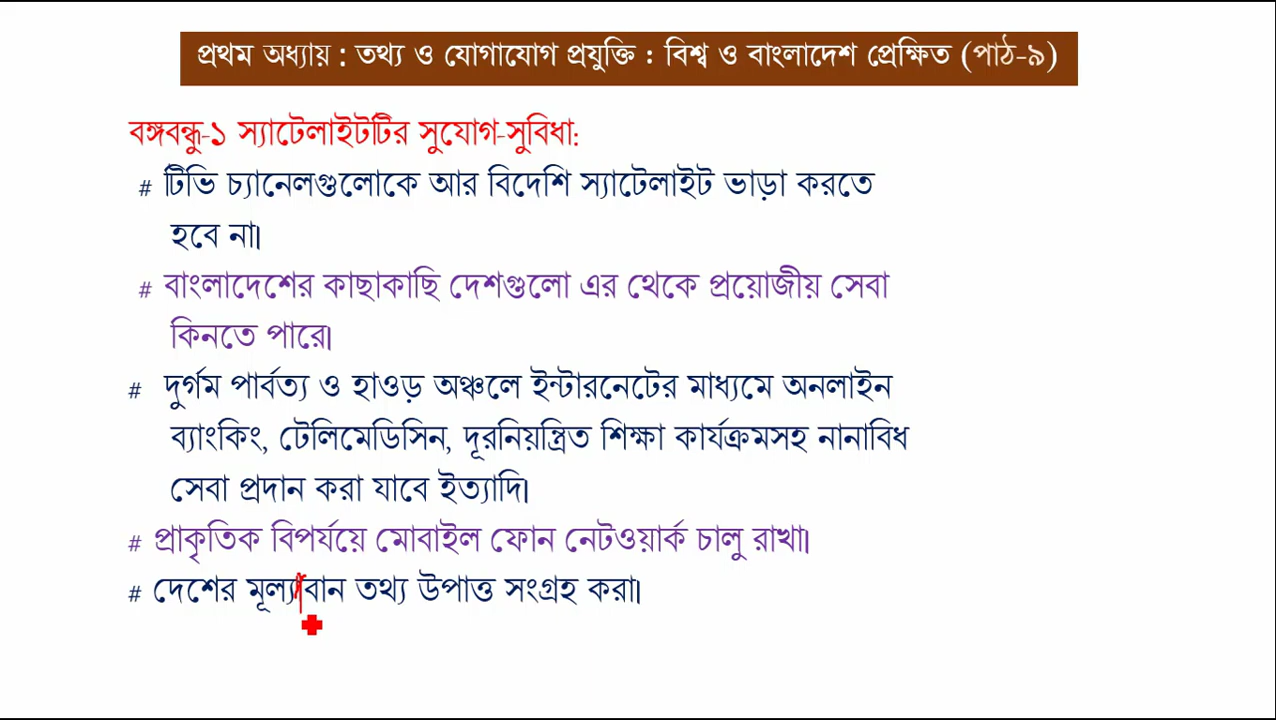 প্রথম অধ্যায় : তথ্য ও যোগাযোগ প্রযুক্তি : বিশ্ব ও বাংলাদেশ প্রেক্ষিত (পাঠ-৯)
বঙ্গবন্ধু-১ স্যাটেলাইটটির সুযোগ-সুবিধা:
# টিভি চ্যানেলগুলোকে আর বিদেশি স্যাটেলাইট ভাড়া করতে
হবে না।
# বাংলাদেশের কাছাকাছি দেশগুলো এর থেকে প্রয়োজীয় সেবা
কিনতে পারে।
# দুর্গম পার্বত্য ও হাওড় অঞ্চলে ইন্টারনেটের মাধ্যমে অনলাইন
ব্যাংকিং, টেলিমেডিসিন, দূরনিয়ন্ত্রিত শিক্ষা কার্যক্রমসহ নানাবিধ
সেবা প্রদান করা যাবে ইত্যাদি।
# প্রাকৃতিক বিপর্যয়ে মোবাইল ফোন নেটওয়ার্ক চালু রাখা।
# দেশের মূল্যাবান তথ্য উপাত্ত সংগ্রহ করা।